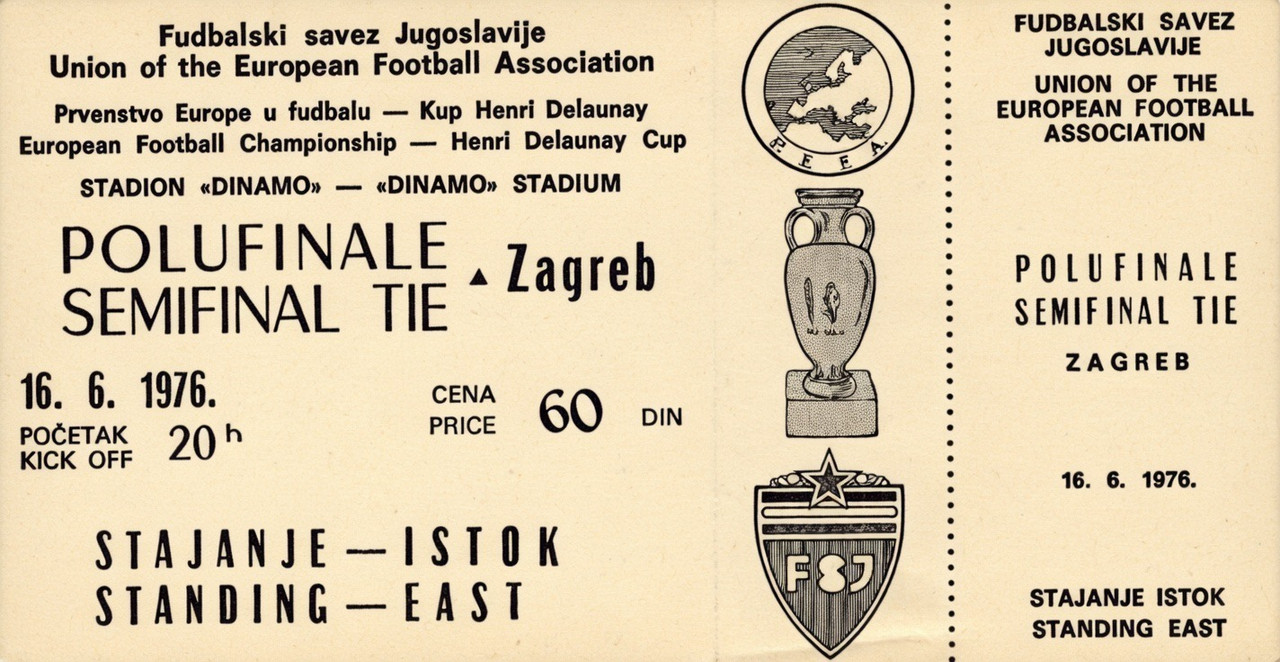 Fudbalski savez Jugoslavije
Union of the European Football Association
Prvenstvo Europe u fudbalu — Kup Henri Delaunay
European Football Championship — Henri Delaunay Cup
STADION «DINAMO» — «DINAMO» STADIUM
POLUFINALE
SEMIFINAL TIE
▲ Zagreb
16. 6. 1976.
POČETAK
KICK OFF
20 h
CENA
PRICE
60 DIN
STAJANJE — ISTOK
STANDING — EAST
FSJ
FUDBALSKI SAVEZ
JUGOSLAVIJE
UNION OF THE
EUROPEAN FOOTBALL
ASSOCIATION
POLUFINALE
SEMIFINAL TIE
ZAGREB
16. 6. 1976.
STAJANJE ISTOK
STANDING EAST